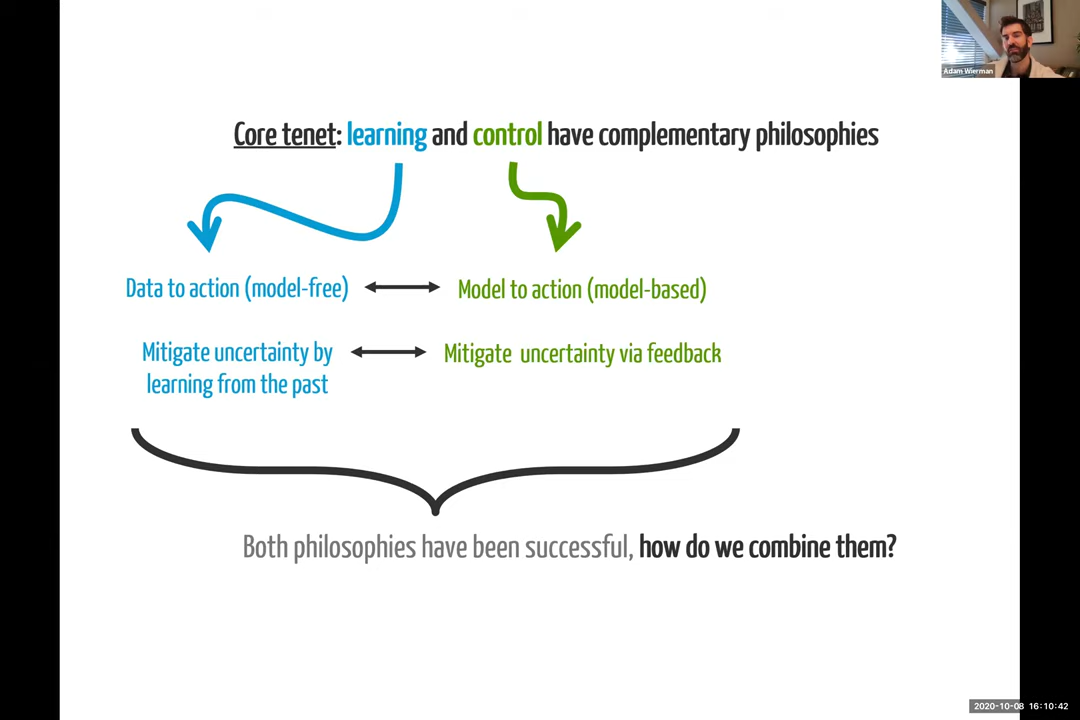 Adam Wierman
Core tenet: learning and control have complementary philosophies
Data to action (model-free)
Model to action (model-based)
Mitigate uncertainty by
learning from the past
Mitigate uncertainty via feedback
Both philosophies have been successful, how do we combine them?
2020-10-08 16:10:42